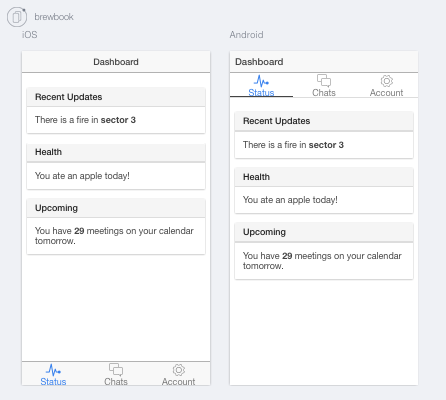 brewbook
iOS
Dashboard
Recent Updates
There is a fire in sector 3
Health
You ate an apple today!
Upcoming
You have 29 meetings on your calendar
tomorrow.
Status
Chats
Account
Android
Dashboard
Status
Chats
Account
Recent Updates
There is a fire in sector 3
Health
You ate an apple today!
Upcoming
You have 29 meetings on your calendar
tomorrow.